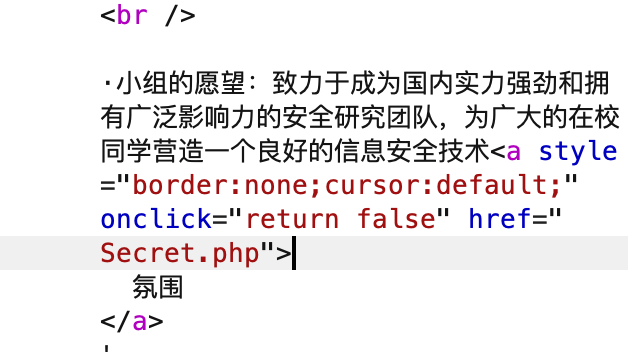 <br />
·小组的愿望：致力于成为国内实力强劲和拥
有广泛影响力的安全研究团队，为广大的在校
同学营造一个良好的信息安全技术<a style
="border:none;cursor:default;"
onclick="return false" href="
Secret.php">
氛围
</a>